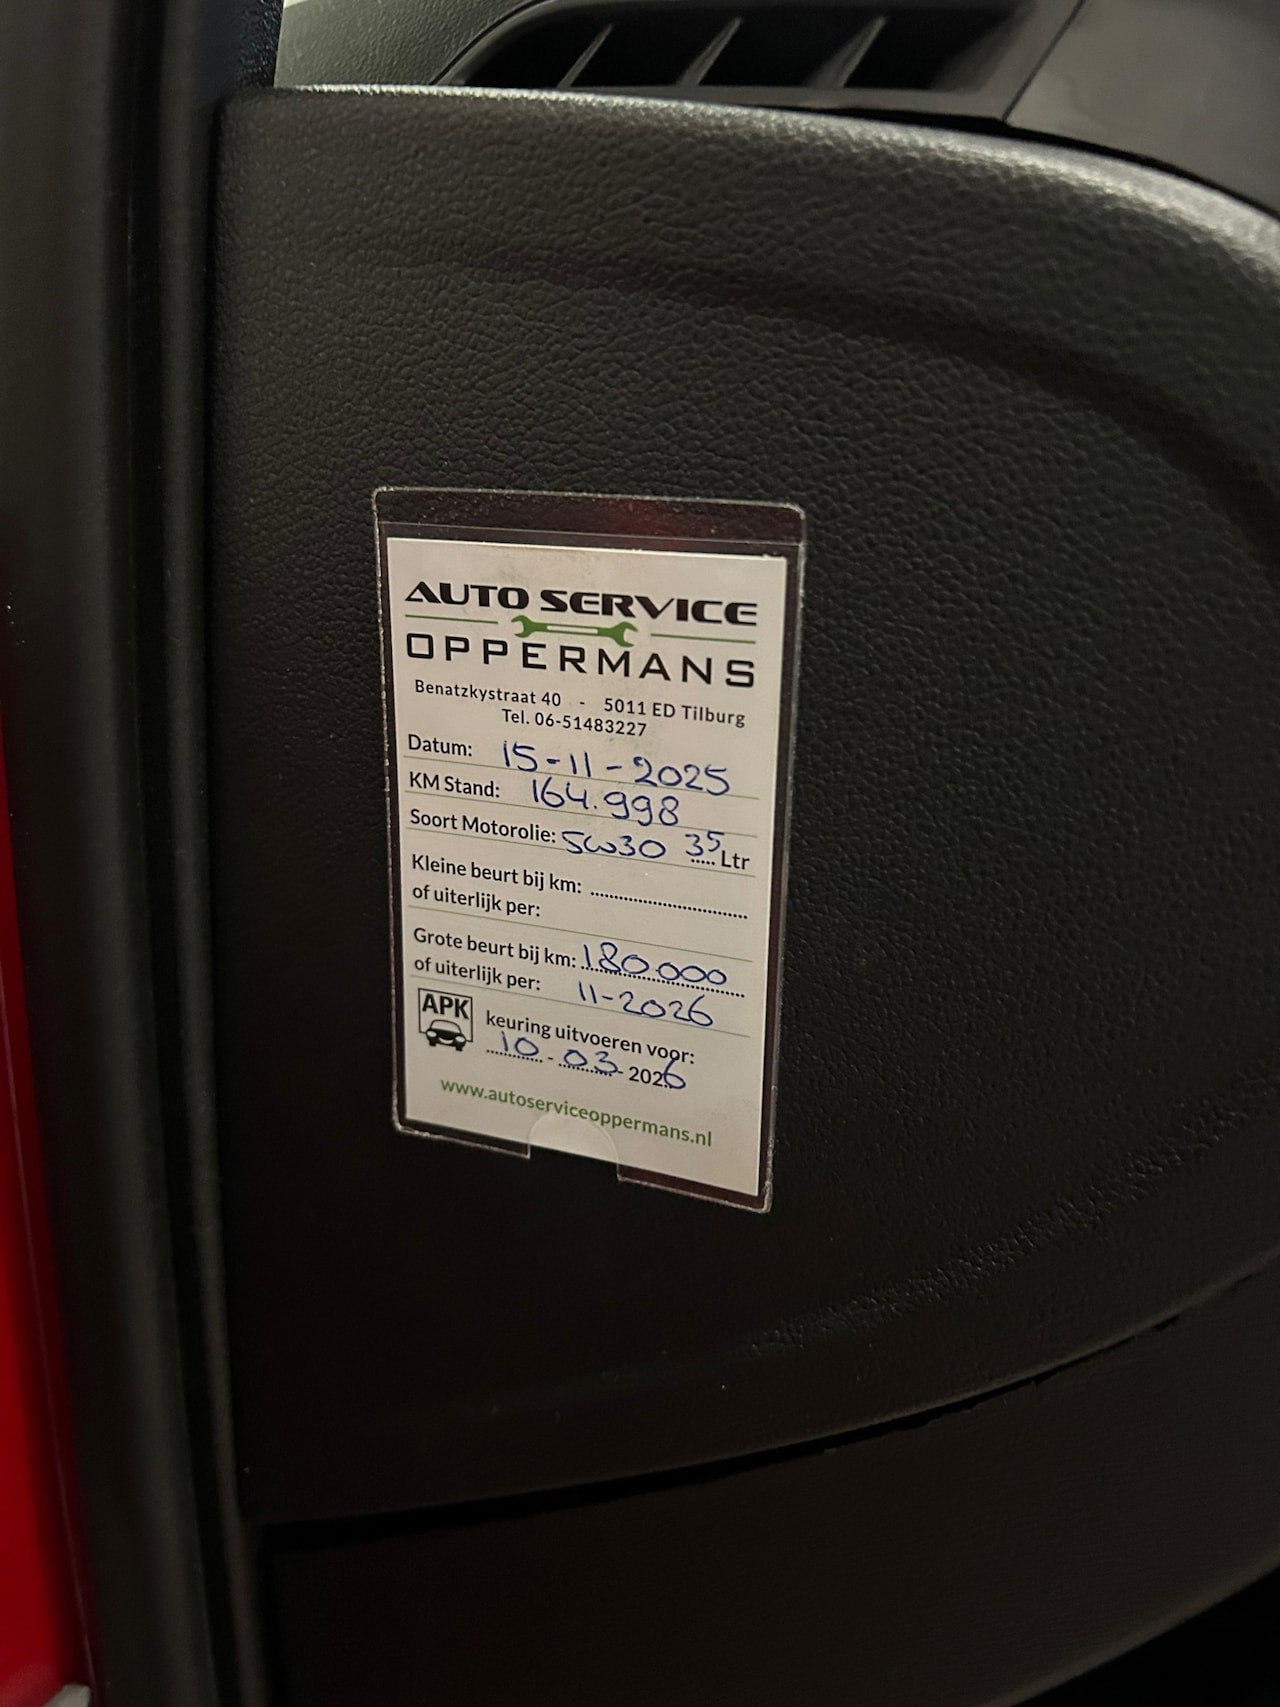 AUTO SERVICE
OPPERMANS
Benatzkystraat 40 - 5011 ED Tilburg
Tel. 06-51483227
Datum: 15-11-2025
KM Stand: 164.998
Soort Motorolie: 5w30 35 Ltr
Kleine beurt bij km:
of uiterlijk per:
Grote beurt bij km: 180.000
of uiterlijk per: 11-2026
APK
keuring uitvoeren voor:
10-03-2026
www.autoserviceoppermans.nl